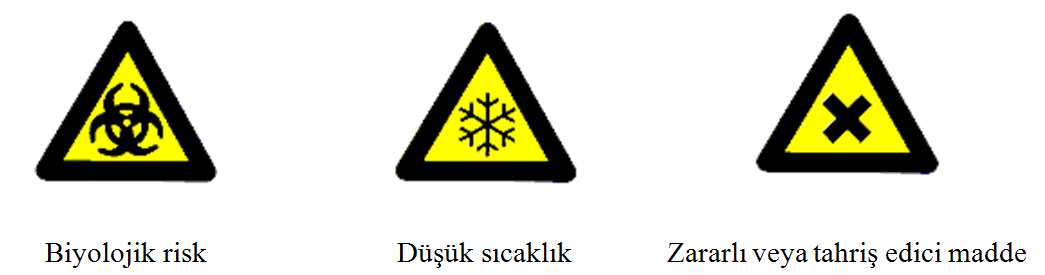 Biyolojik risk
Düşük sıcaklık
Zararlı veya tahriş edici madde